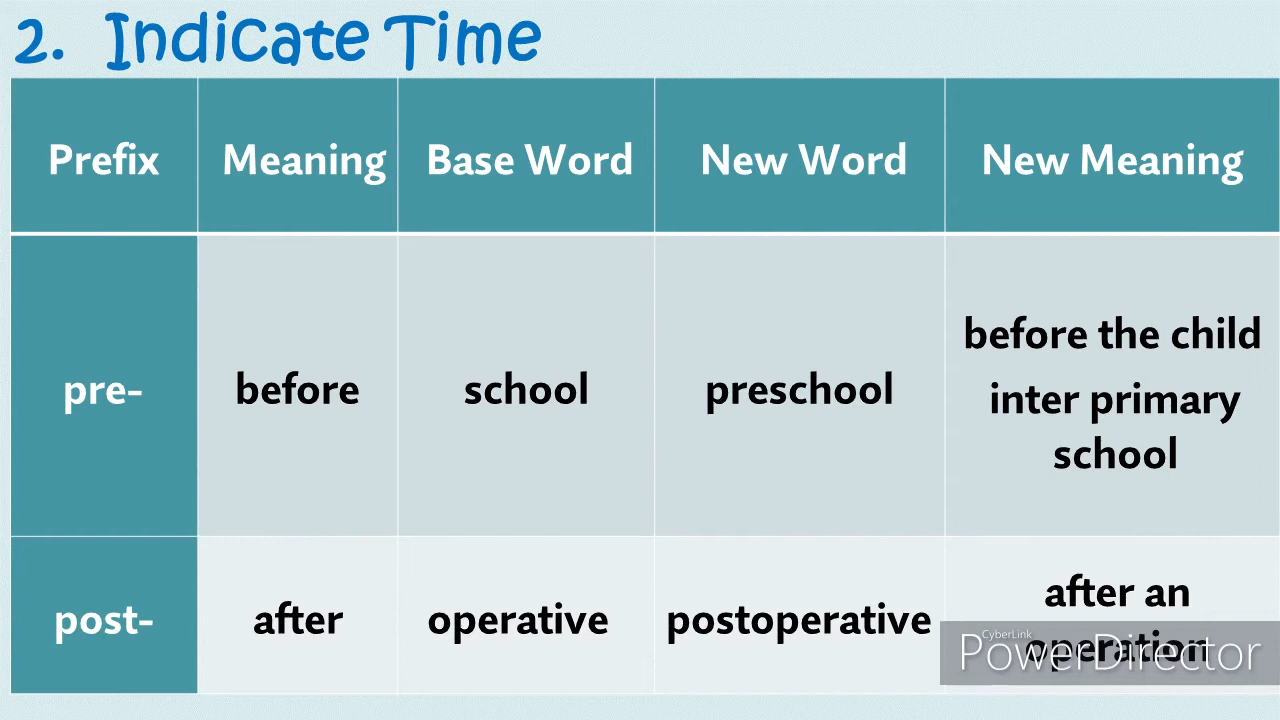 2. Indicate Time
Prefix Meaning Base Word New Word New Meaning
pre- before school preschool before the child
inter primary
school
post- after operative postoperative after an
operation
CyberLink
PowerDirector